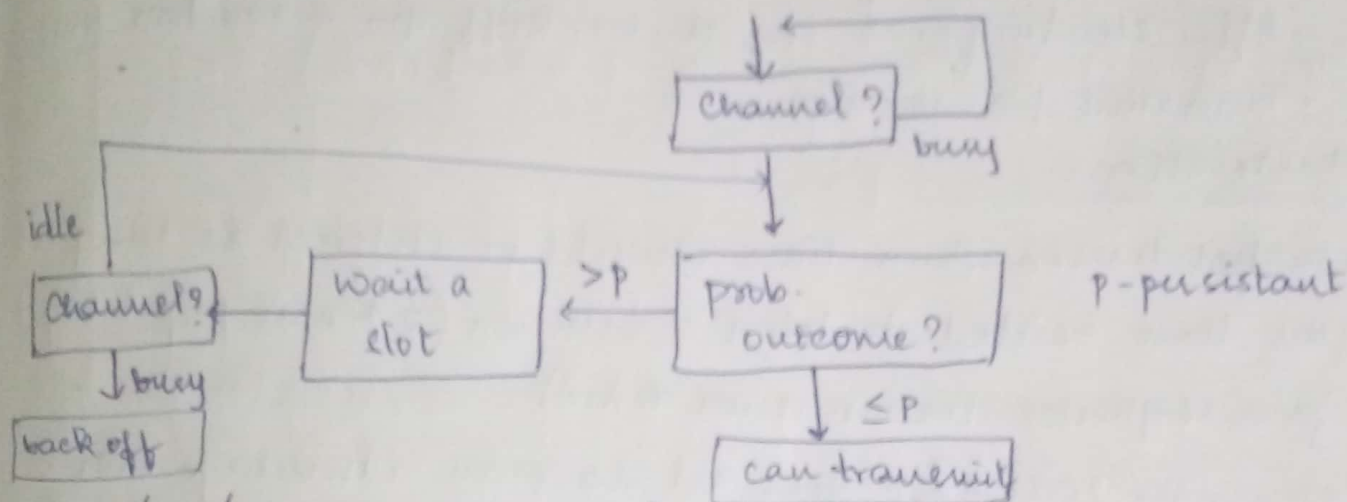 channel?
busy
idle
channel?
wait a
slot
>p
prob.
outcome?
p-persistant
busy
≤ P
back off
can transmit